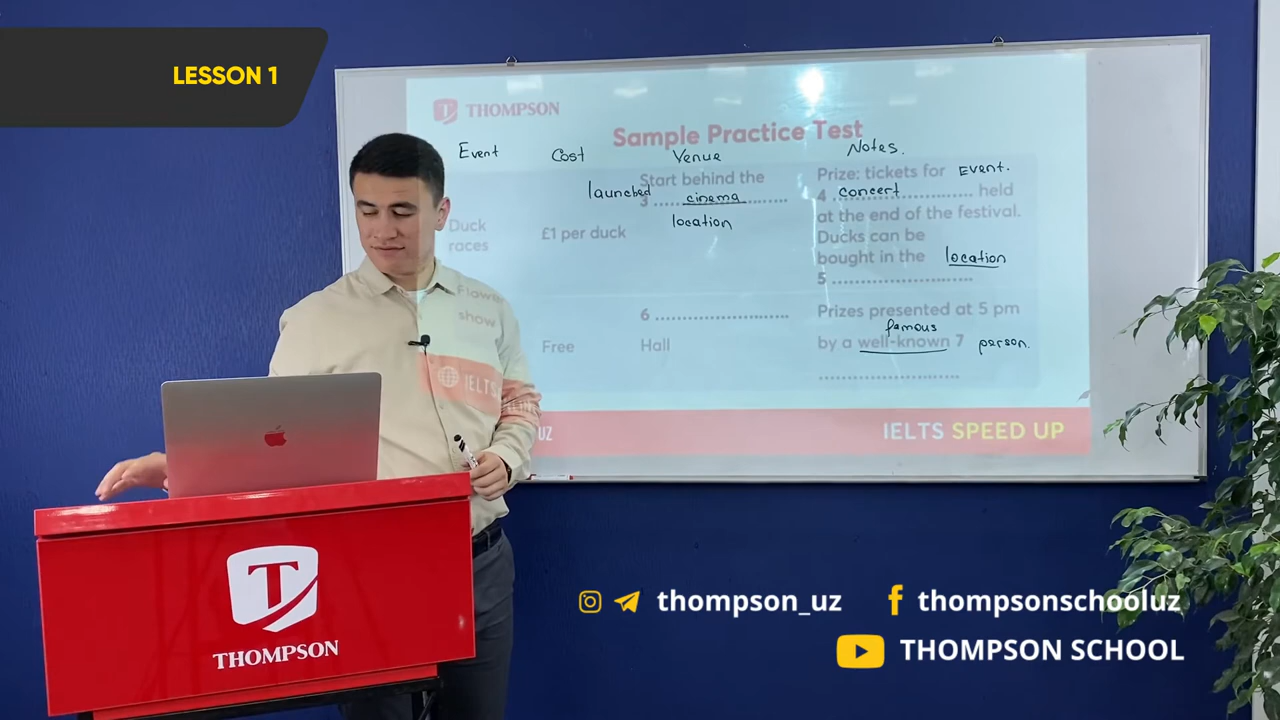 LESSON 1
THOMPSON
Sample Practice Test
Event Cost Venue Notes.
Start behind the
launched
3 .......... cinema ..........
location
Duck
races
£1 per duck
Prize: tickets for EVENT.
4 concert .......... held
at the end of the festival.
Ducks can be
bought in the location
5 ..........................
Flower
show
Free
6 ..........................
Hall
Prizes presented at 5 pm
famous
by a well-known 7 person.
..........................
IELTS
UZ
IELTS SPEED UP
T
THOMPSON
thompson_uz
thompsonschooluz
THOMPSON SCHOOL